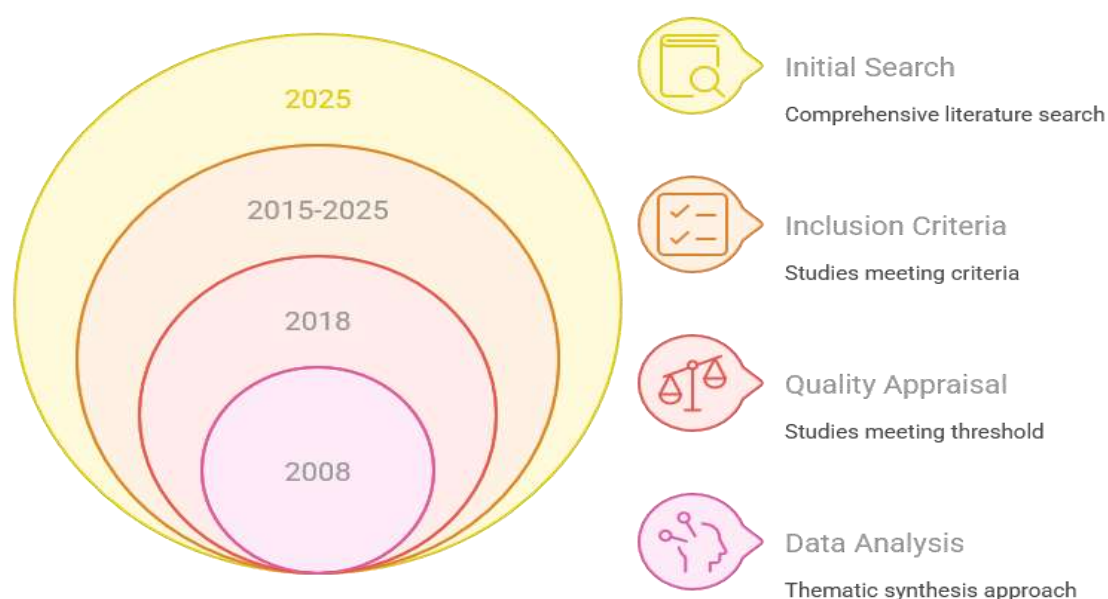 2025
2015-2025
2018
2008
Initial Search
Comprehensive literature search
Inclusion Criteria
Studies meeting criteria
Quality Appraisal
Studies meeting threshold
Data Analysis
Thematic synthesis approach